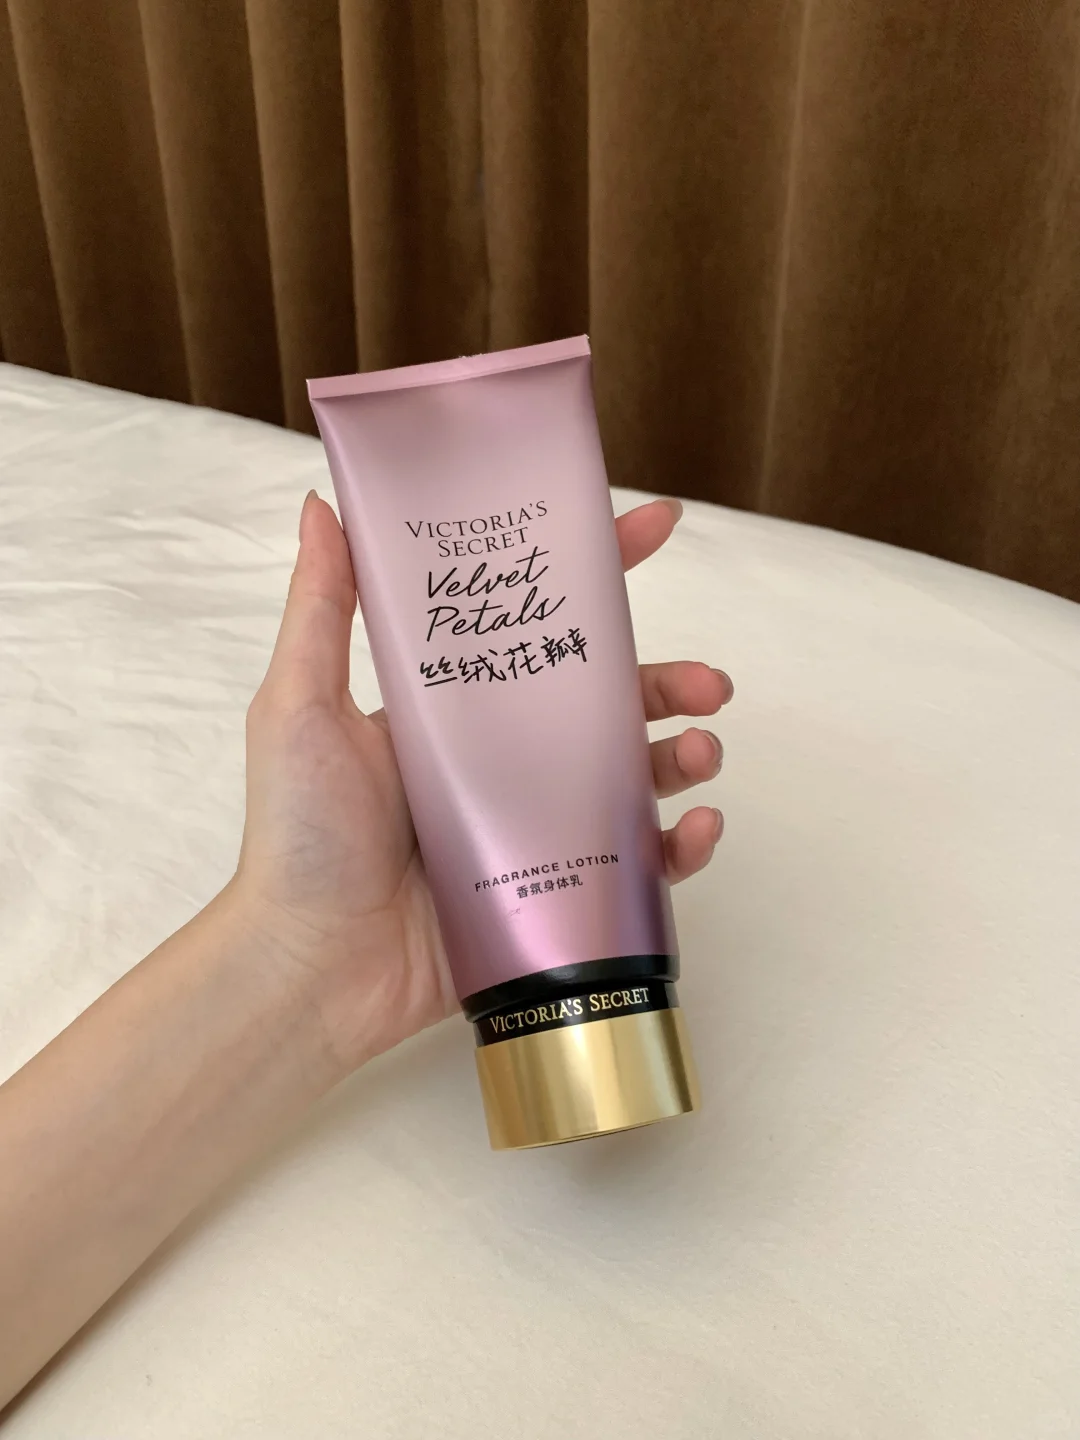 VICTORIA'S
SECRET
Velvet
Petals
丝绒花瓣
FRAGRANCE LOTION
香氛身体乳
VICTORIA'S SECRET